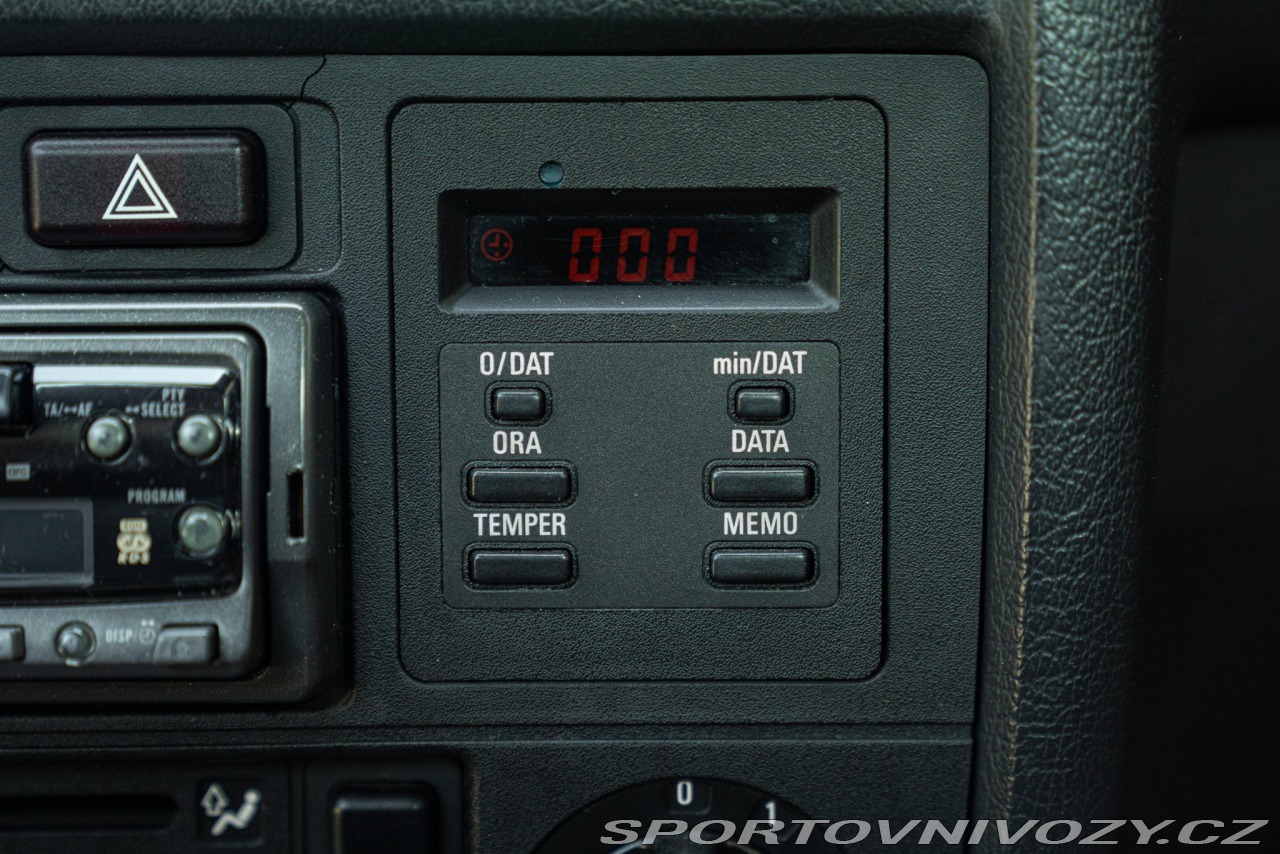 000
0/DAT
min/DAT
ORA
DATA
TEMPER
MEMO
PTY
TA/↔AF
SELECT
PROGRAM
RDS
DISP/
0
1
SPORTOVNIVOZY.CZ